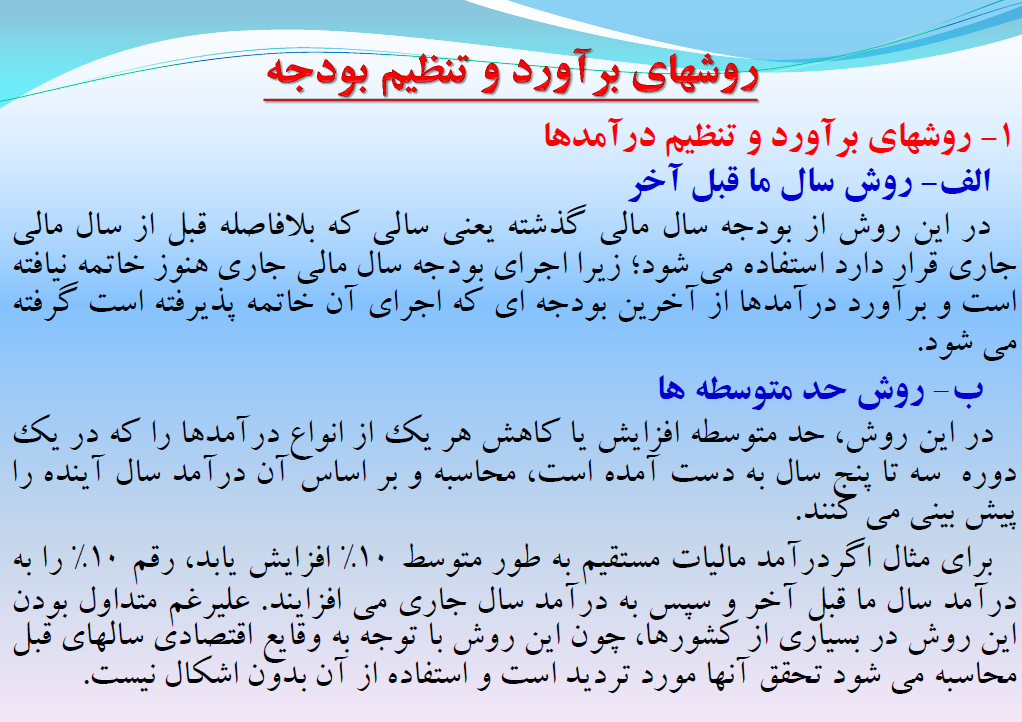 روشهای برآورد و تنظیم بودجه
۱- روشهای برآورد و تنظیم درآمدها
الف- روش سال ما قبل آخر
در این روش از بودجه سال مالی گذشته یعنی سالی که بلافاصله قبل از سال مالی
جاری قرار دارد استفاده می شود؛ زیرا اجرای بودجه سال مالی جاری هنوز خاتمه نیافته
است و برآورد درآمدها از آخرین بودجه ای که اجرای آن خاتمه پذیرفته است گرفته
می شود.
ب- روش حد متوسطه ها
در این روش، حد متوسطه افزایش یا کاهش هر یک از انواع درآمدها را که در یک
دوره سه تا پنج سال به دست آمده است، محاسبه و بر اساس آن درآمد سال آینده را
پیش بینی می کنند.
برای مثال اگردرآمد مالیات مستقیم به طور متوسط ۱۰٪ افزایش یابد، رقم ۱۰٪ را به
درآمد سال ما قبل آخر و سپس به درآمد سال جاری می افزایند. علیرغم متداول بودن
این روش در بسیاری از کشورها، چون این روش با توجه به وقایع اقتصادی سالهای قبل
محاسبه می شود تحقق آنها مورد تردید است و استفاده از آن بدون اشکال نیست.